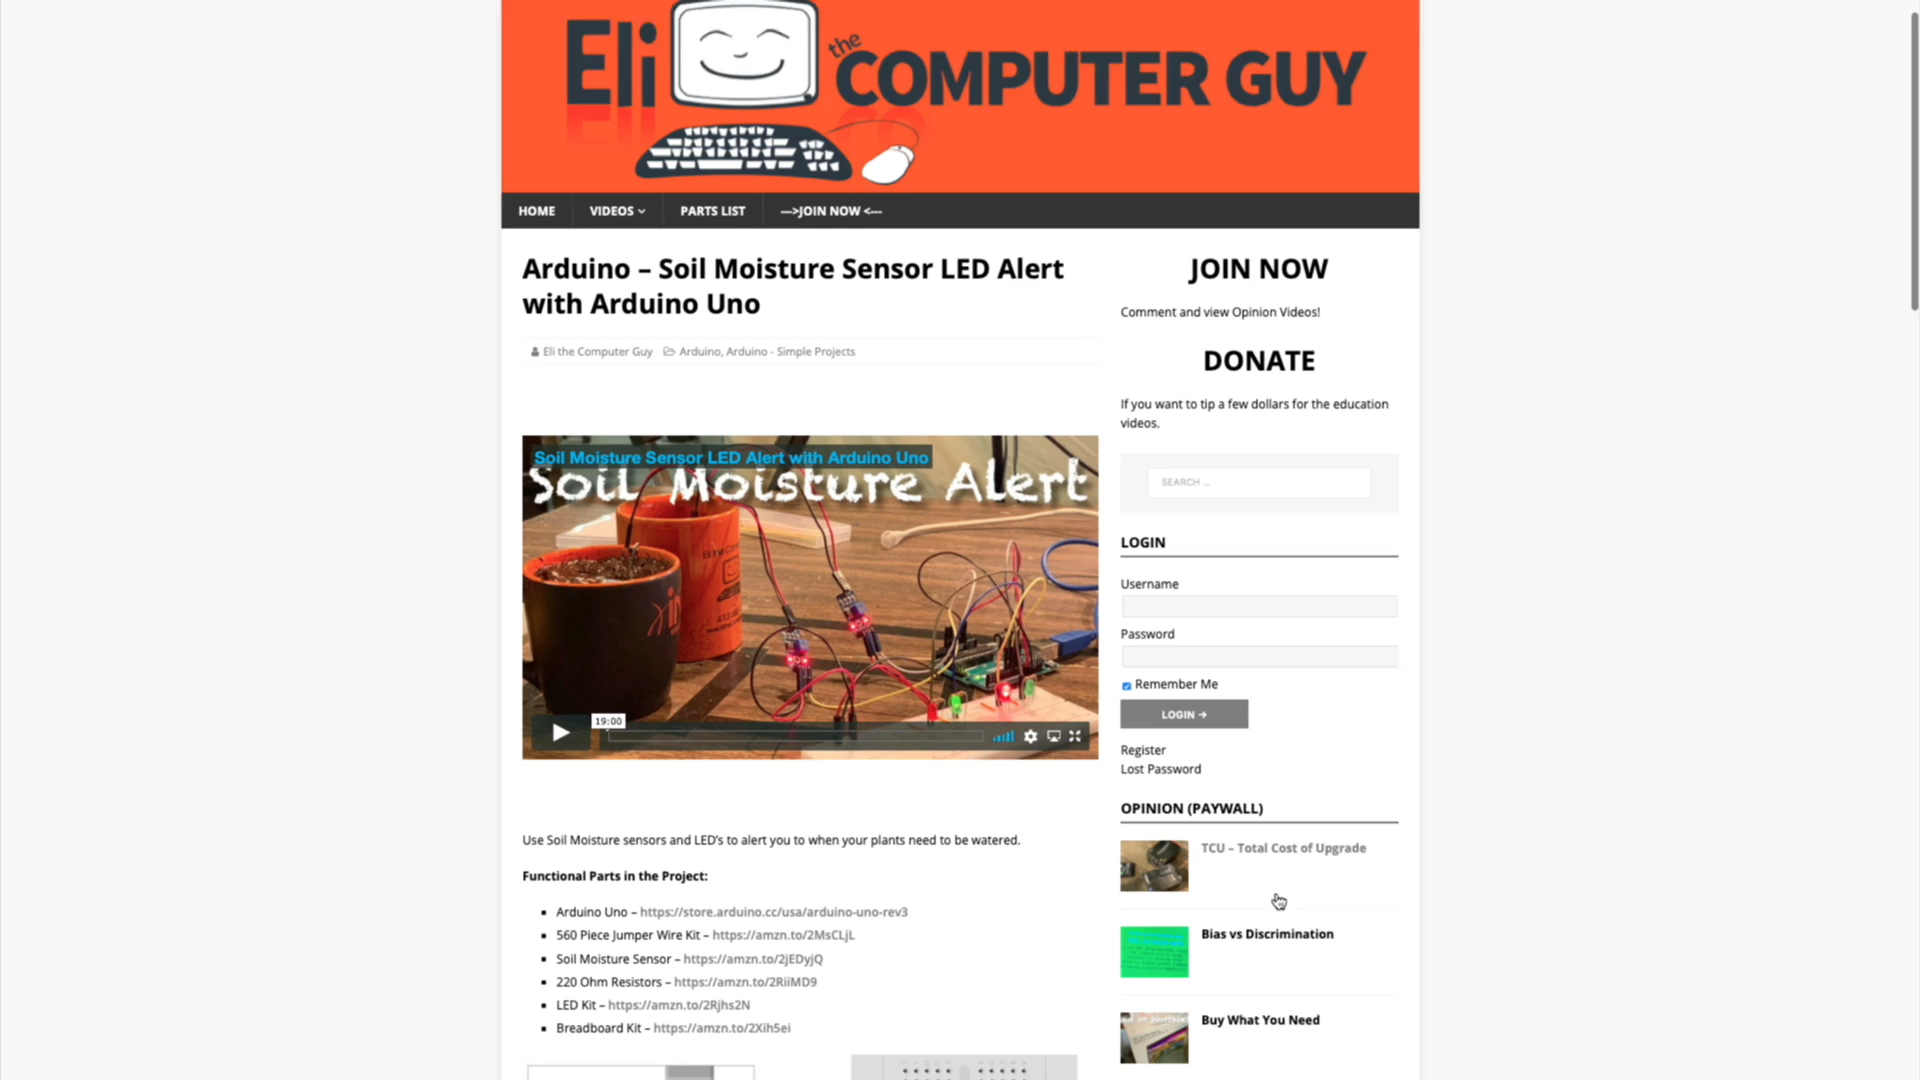 Eli the COMPUTER GUY
HOME VIDEOS PARTS LIST --->JOIN NOW <---
Arduino – Soil Moisture Sensor LED Alert
with Arduino Uno
Eli the Computer Guy Arduino, Arduino - Simple Projects
Soil Moisture Sensor LED Alert with Arduino Uno
Soil Moisture Alert
19:00
Use Soil Moisture sensors and LED's to alert you to when your plants need to be watered.
Functional Parts in the Project:
Arduino Uno – https://store.arduino.cc/usa/arduino-uno-rev3
560 Piece Jumper Wire Kit – https://amzn.to/2MsCLjL
Soil Moisture Sensor – https://amzn.to/2jEDyjQ
220 Ohm Resistors – https://amzn.to/2RiiMD9
LED Kit – https://amzn.to/2Rjhs2N
Breadboard Kit – https://amzn.to/2Xih5ei
JOIN NOW
Comment and view Opinion Videos!
DONATE
If you want to tip a few dollars for the education
videos.
SEARCH ...
LOGIN
Username
Password
Remember Me
LOGIN →
Register
Lost Password
OPINION (PAYWALL)
TCU – Total Cost of Upgrade
Bias vs Discrimination
Buy What You Need